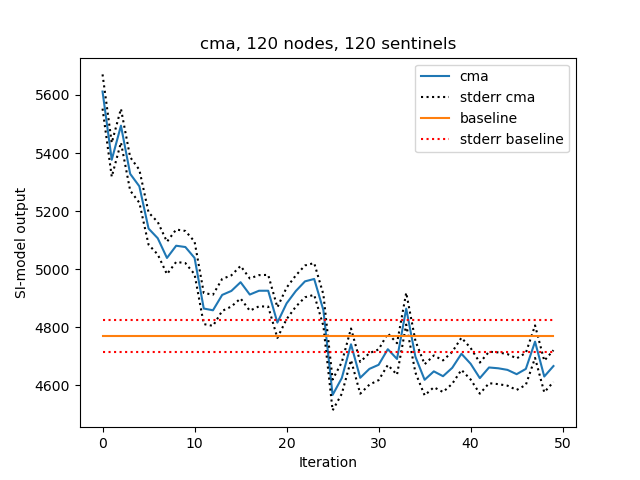 cma, 120 nodes, 120 sentinels
cma
stderr cma
baseline
stderr baseline
SI-model output
5600
5400
5200
5000
4800
4600
0 10 20 30 40 50
Iteration